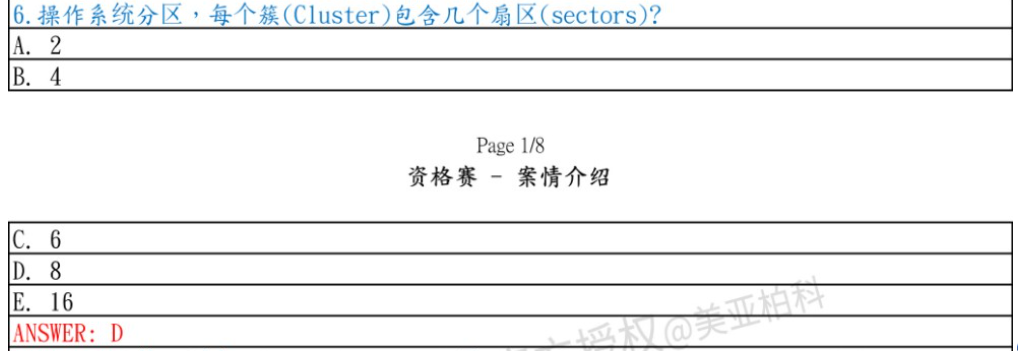 6.操作系统分区，每个簇(Cluster)包含几个扇区(sectors)?
A. 2
B. 4
Page 1/8
资格赛 - 案情介绍
C. 6
D. 8
E. 16
授权@美亚柏科
ANSWER: D